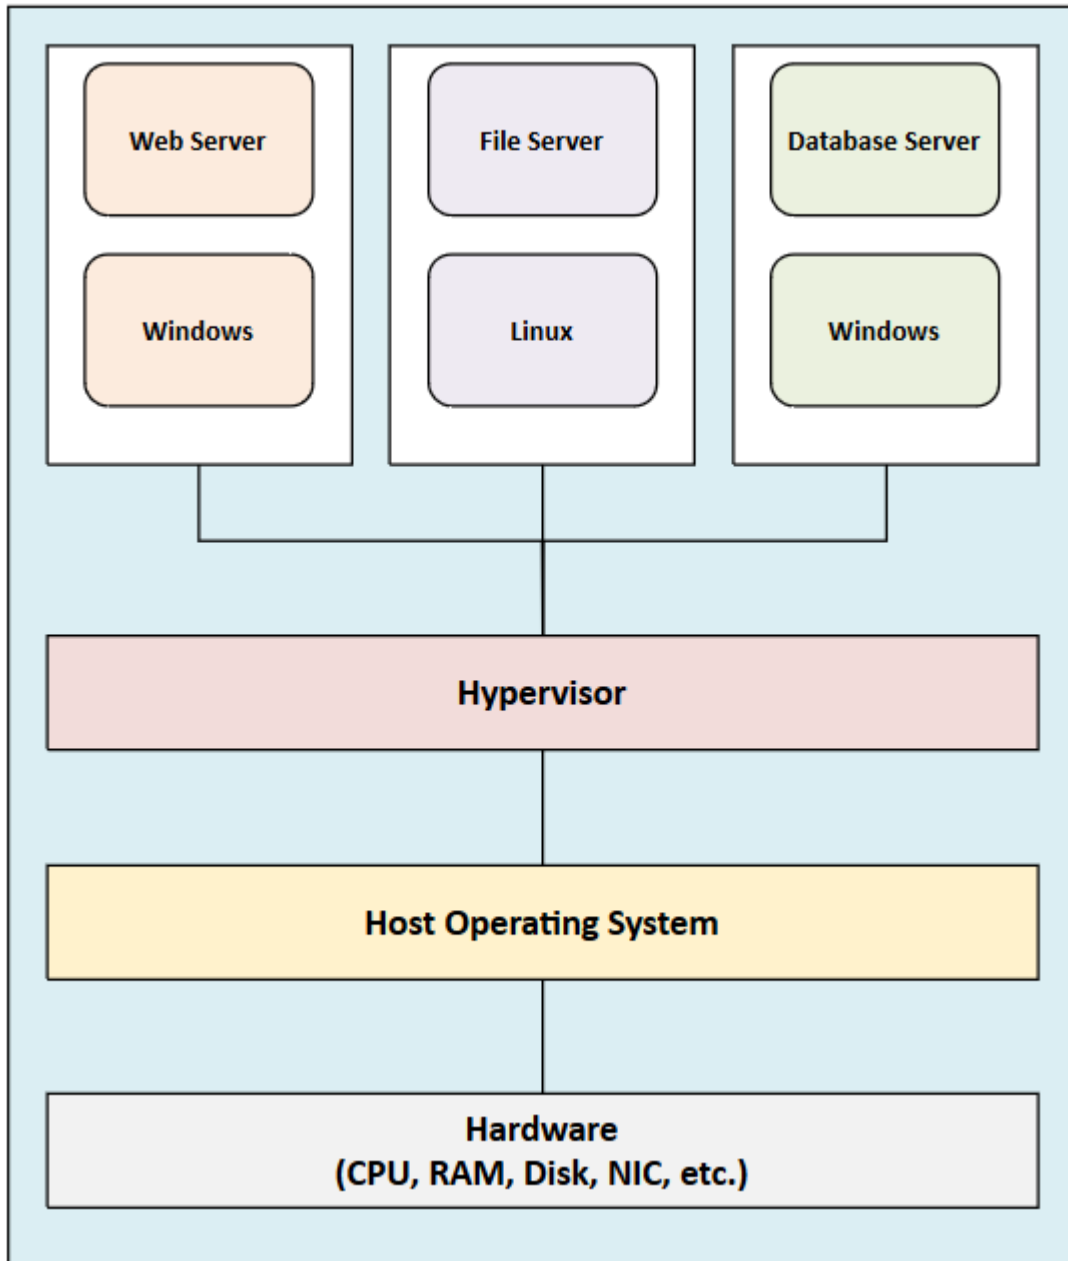 Web Server
File Server
Database Server
Windows
Linux
Windows
Hypervisor
Host Operating System
Hardware
(CPU, RAM, Disk, NIC, etc.)